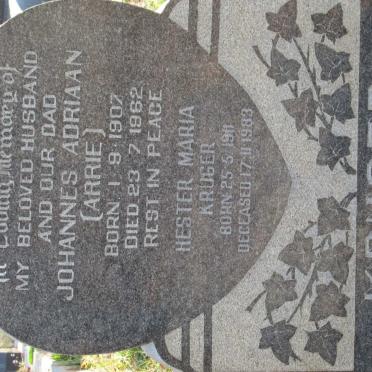 In Loving Memory of
MY BELOVED HUSBAND
AND OUR DAD
JOHANNES ADRIAAN
(ARRIE)
BORN 1·9·1907
DIED 23·7·1962
REST IN PEACE
HESTER MARIA
KRUGER
BORN 25·5·1911
DECEASED 17·11·1983
KRUGER